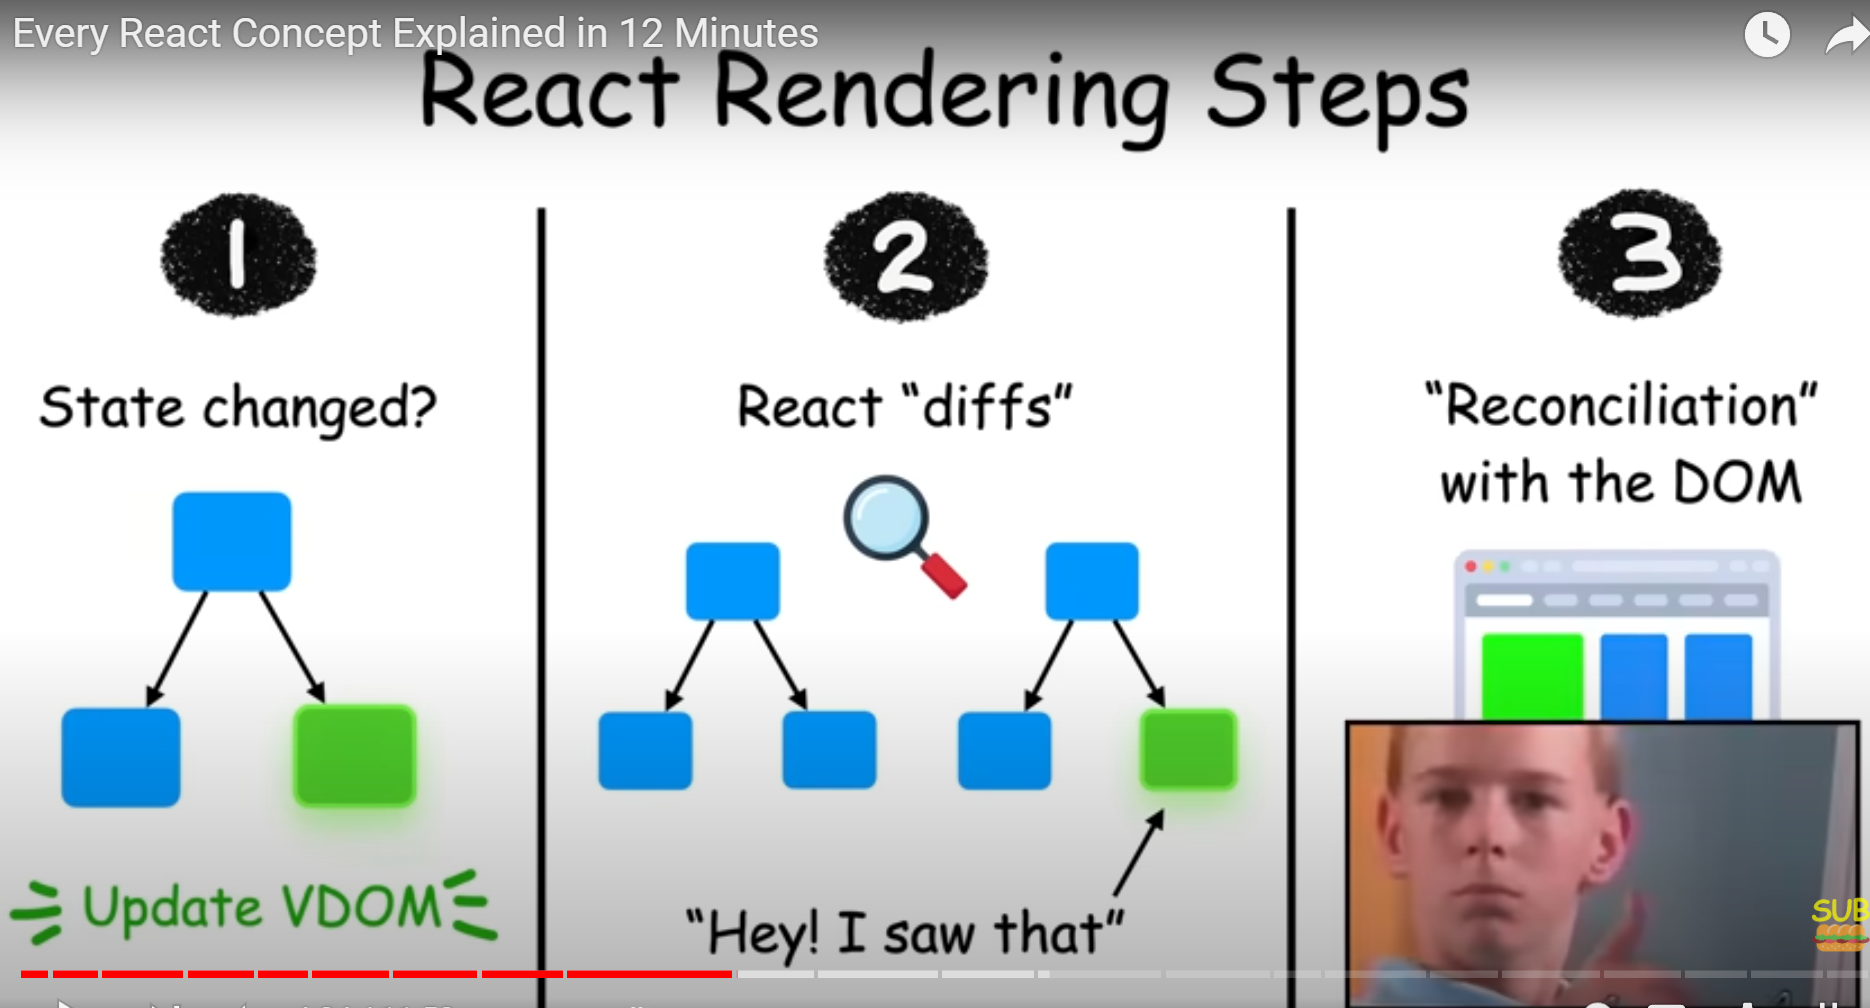 Every React Concept Explained in 12 Minutes
React Rendering Steps
1
2
3
State changed?
React “diffs”
“Reconciliation”
with the DOM
Update VDOM
“Hey! I saw that”
SUB